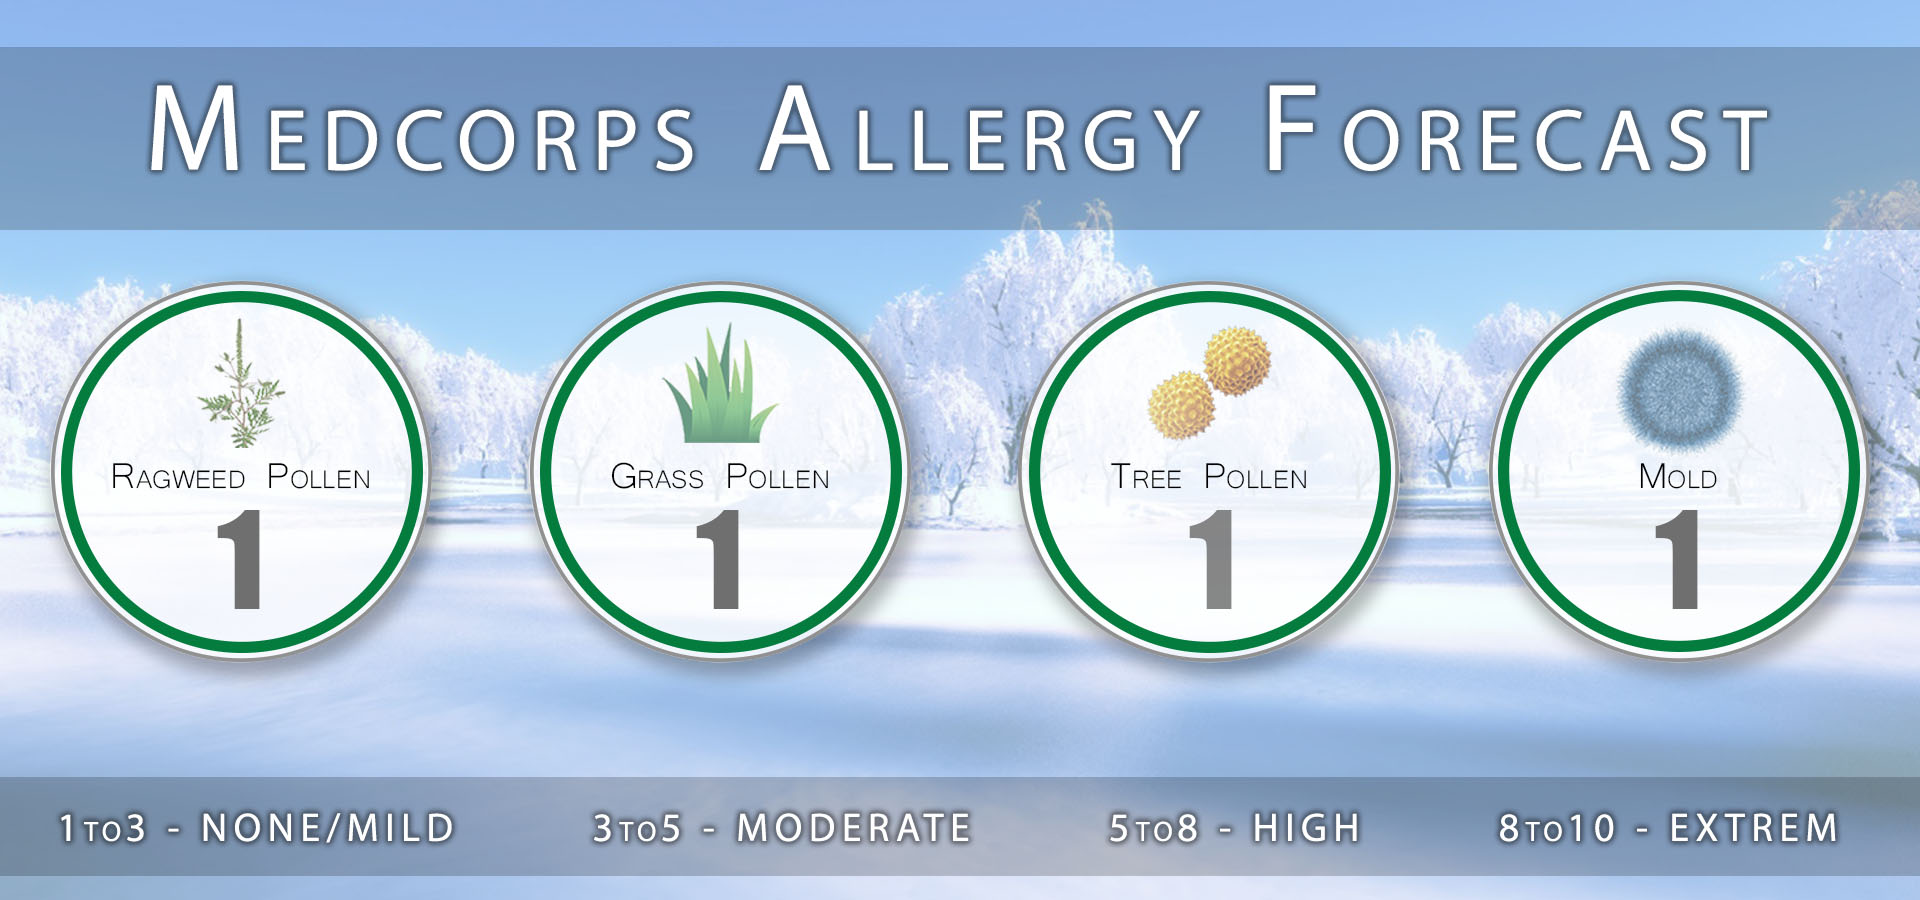 MEDCORPS ALLERGY FORECAST
RAGWEED POLLEN
1
GRASS POLLEN
1
TREE POLLEN
1
MOLD
1
1TO3 - NONE/MILD
3TO5 - MODERATE
5TO8 - HIGH
8TO10 - EXTREM